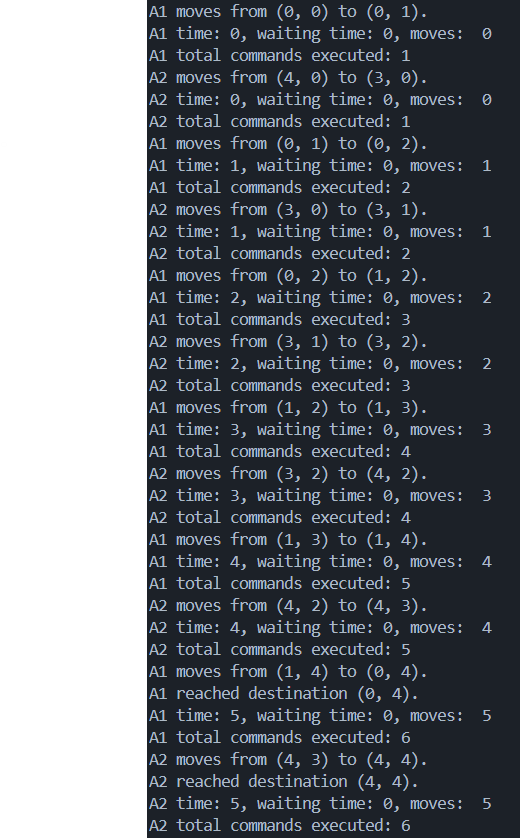 A1 moves from (0, 0) to (0, 1).
A1 time: 0, waiting time: 0, moves:  0
A1 total commands executed: 1
A2 moves from (4, 0) to (3, 0).
A2 time: 0, waiting time: 0, moves:  0
A2 total commands executed: 1
A1 moves from (0, 1) to (0, 2).
A1 time: 1, waiting time: 0, moves:  1
A1 total commands executed: 2
A2 moves from (3, 0) to (3, 1).
A2 time: 1, waiting time: 0, moves:  1
A2 total commands executed: 2
A1 moves from (0, 2) to (1, 2).
A1 time: 2, waiting time: 0, moves:  2
A1 total commands executed: 3
A2 moves from (3, 1) to (3, 2).
A2 time: 2, waiting time: 0, moves:  2
A2 total commands executed: 3
A1 moves from (1, 2) to (1, 3).
A1 time: 3, waiting time: 0, moves:  3
A1 total commands executed: 4
A2 moves from (3, 2) to (4, 2).
A2 time: 3, waiting time: 0, moves:  3
A2 total commands executed: 4
A1 moves from (1, 3) to (1, 4).
A1 time: 4, waiting time: 0, moves:  4
A1 total commands executed: 5
A2 moves from (4, 2) to (4, 3).
A2 time: 4, waiting time: 0, moves:  4
A2 total commands executed: 5
A1 moves from (1, 4) to (0, 4).
A1 reached destination (0, 4).
A1 time: 5, waiting time: 0, moves:  5
A1 total commands executed: 6
A2 moves from (4, 3) to (4, 4).
A2 reached destination (4, 4).
A2 time: 5, waiting time: 0, moves:  5
A2 total commands executed: 6